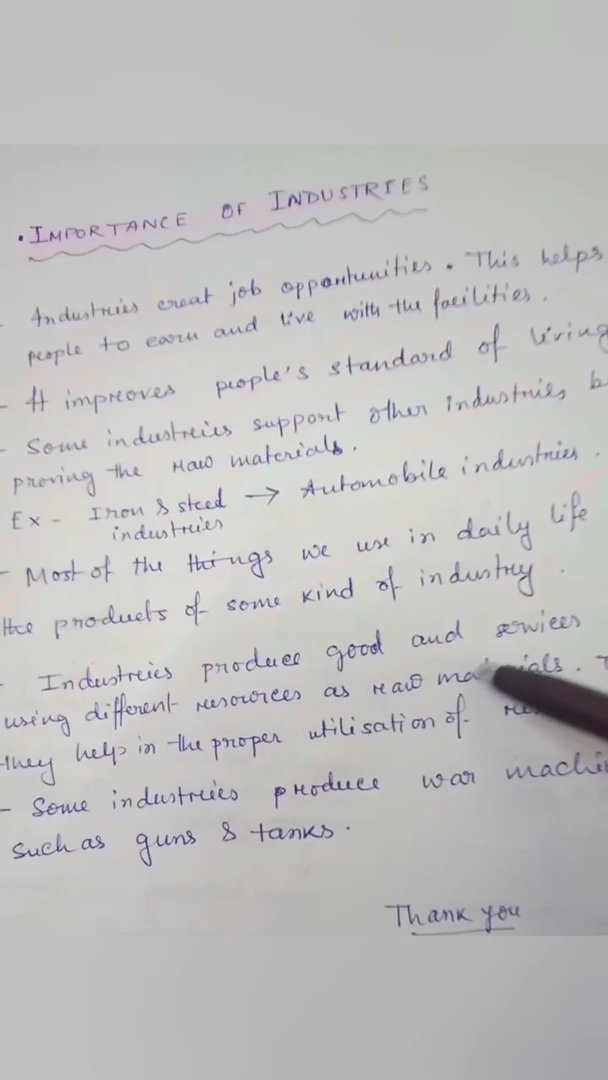 • IMPORTANCE OF INDUSTRIES
- Industries creat job opportunities. This helps
people to earn and live with the facilities.
- It improves people's standard of living
- Some industries support other industries b
proving the raw materials.
Ex - Iron & steed → Automobile industries.
industries
- Most of the things we use in daily life
the products of some kind of industry.
- Industries produce good and services
using different resources as raw materials. T
they help in the proper utilisation of
- Some industries produce war machin
such as guns & tanks.
Thank you